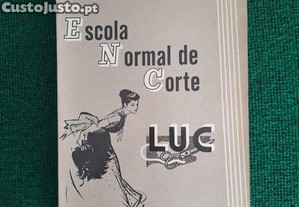 CustoJusto.pt
Escola
Normal de
Corte
LUC